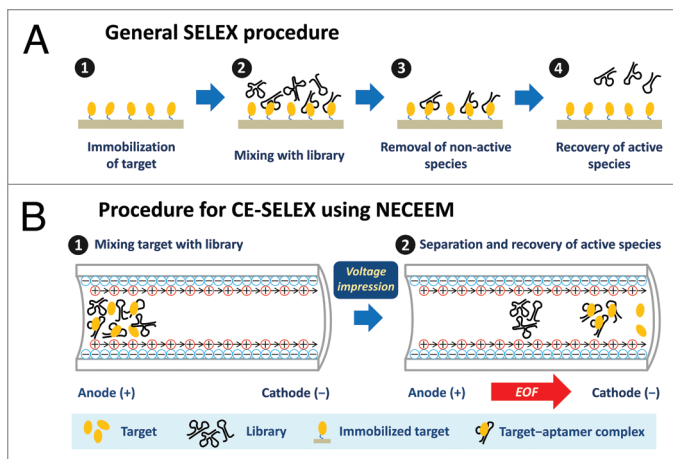 A General SELEX procedure
1 2 3 4
Immobilization
of target
Mixing with library
Removal of non-active
species
Recovery of active
species
B Procedure for CE-SELEX using NECEEM
1 Mixing target with library
Voltage
impression
2 Separation and recovery of active species
Anode (+) Cathode (–)
Anode (+) EOF Cathode (–)
Target Library Immobilized target Target–aptamer complex